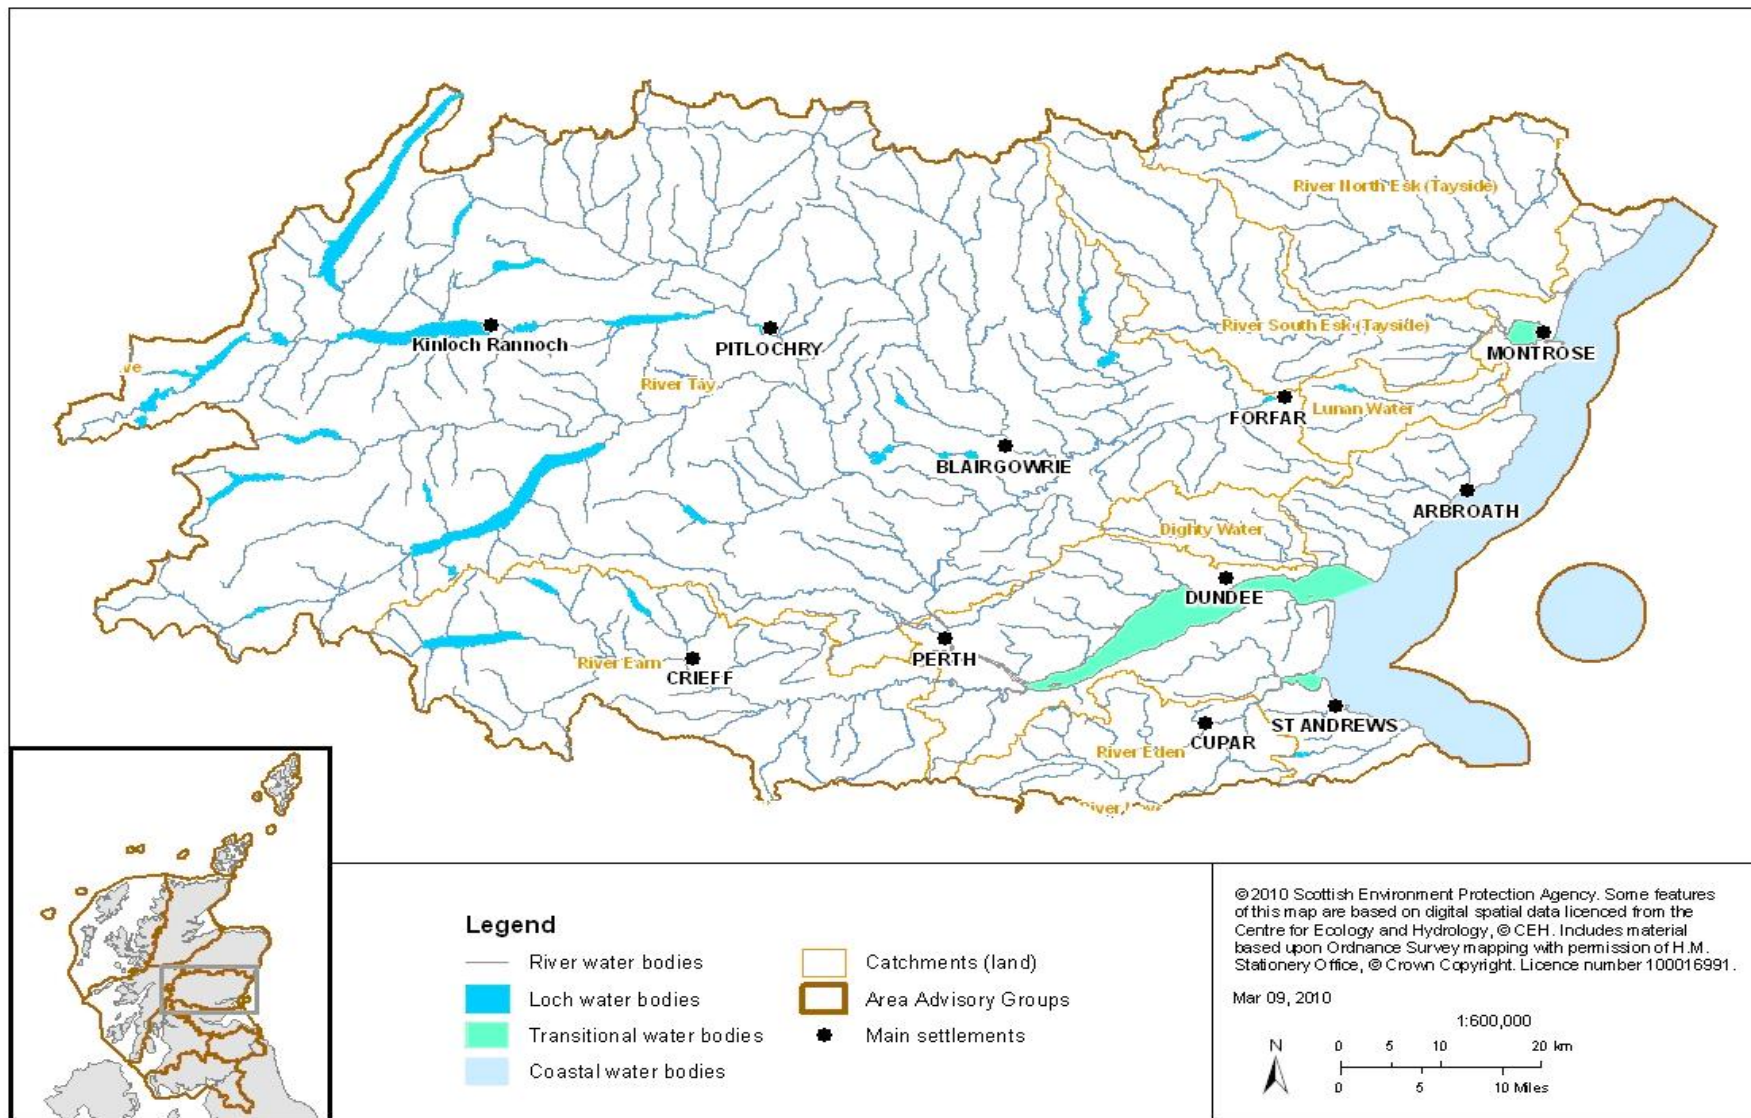 River North Esk (Tayside)
River South Esk (Tayside)
MONTROSE
Kinloch Rannoch
PITLOCHRY
River Tay
FORFAR
Lunan Water
BLAIRGOWRIE
ARBROATH
Dighty Water
DUNDEE
PERTH
River Earn
CRIEFF
ST ANDREWS
CUPAR
River Eden
Legend
River water bodies
Loch water bodies
Transitional water bodies
Coastal water bodies
Catchments (land)
Area Advisory Groups
Main settlements
©2010 Scottish Environment Protection Agency. Some features
of this map are based on digital spatial data licenced from the
Centre for Ecology and Hydrology, © CEH. Includes material
based upon Ordnance Survey mapping with permission of H.M.
Stationery Office, © Crown Copyright. Licence number 100016991.
Mar 09, 2010
1:600,000
N
0 5 10 20 km
0 5 10 Miles